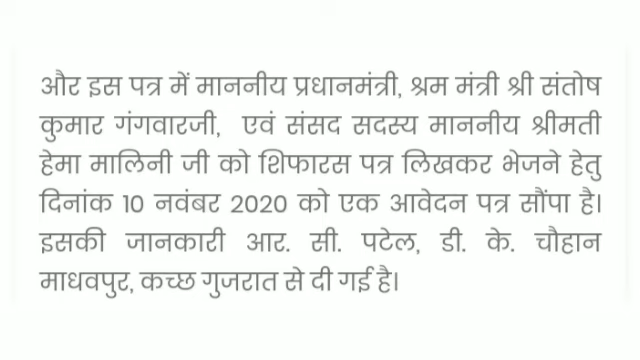 और इस पत्र में माननीय प्रधानमंत्री, श्रम मंत्री श्री संतोष
कुमार गंगवारजी, एवं संसद सदस्य माननीय श्रीमती
हेमा मालिनी जी को शिफारस पत्र लिखकर भेजने हेतु
दिनांक 10 नवंबर 2020 को एक आवेदन पत्र सौंपा है।
इसकी जानकारी आर. सी. पटेल, डी. के. चौहान
माधवपुर, कच्छ गुजरात से दी गई है।